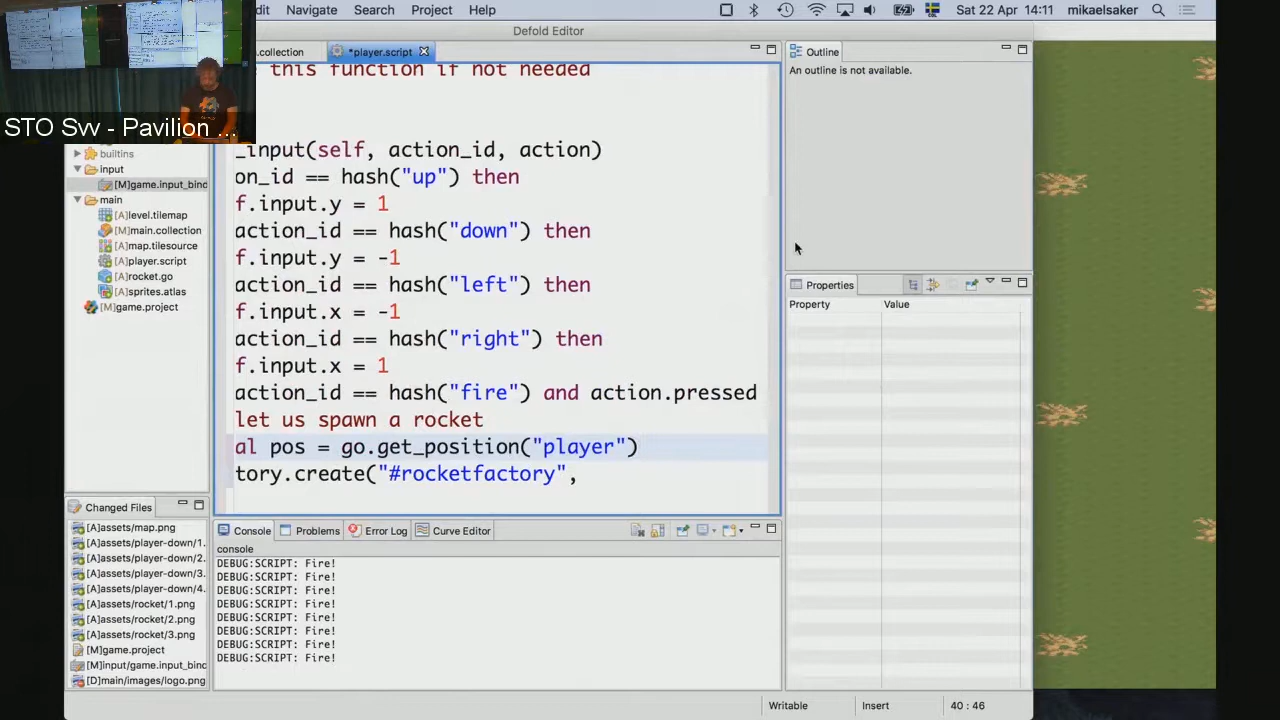 dit Navigate Search Project Help
Sat 22 Apr 14:11 mikaelsaker
Defold Editor
.collection
*player.script
STO Svv - Pavilion ...
builtins
input
[M]game.input_bind
main
[A]level.tilemap
[A]main.collection
[A]map.tilesource
[A]player.script
[A]rocket.go
[A]sprites.atlas
[M]game.project
this function if not needed
_input(self, action_id, action)
on_id == hash("up") then
f.input.y = 1
action_id == hash("down") then
f.input.y = -1
action_id == hash("left") then
f.input.x = -1
action_id == hash("right") then
f.input.x = 1
action_id == hash("fire") and action.pressed
let us spawn a rocket
al pos = go.get_position("player")
tory.create("#rocketfactory",
Outline
An outline is not available.
Properties
Property Value
Changed Files
[A]assets/map.png
[A]assets/player-down/1.
[A]assets/player-down/2.
[A]assets/player-down/3.
[A]assets/player-down/4.
[A]assets/rocket/1.png
[A]assets/rocket/2.png
[A]assets/rocket/3.png
[M]game.project
[M]input/game.input_bind
[D]main/images/logo.png
Console Problems Error Log Curve Editor
console
DEBUG:SCRIPT: Fire!
DEBUG:SCRIPT: Fire!
DEBUG:SCRIPT: Fire!
DEBUG:SCRIPT: Fire!
DEBUG:SCRIPT: Fire!
DEBUG:SCRIPT: Fire!
DEBUG:SCRIPT: Fire!
DEBUG:SCRIPT: Fire!
Writable Insert 40 : 46